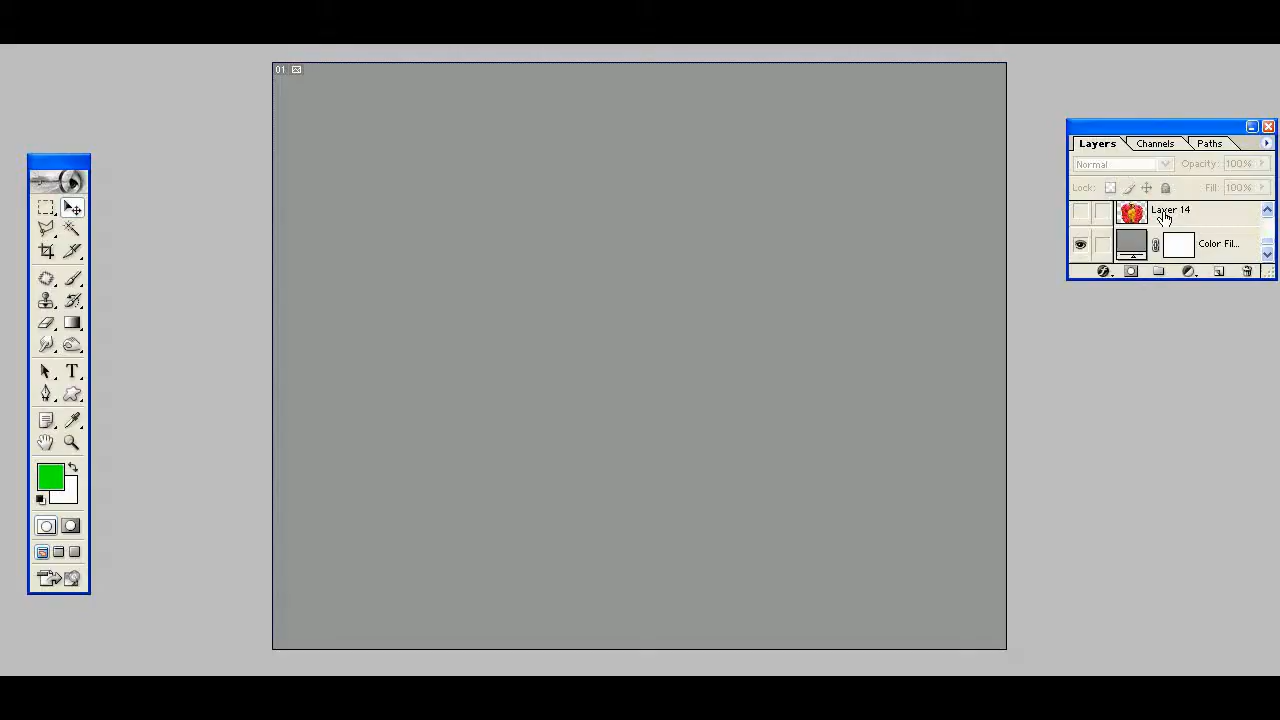 01
Layers Channels Paths
Normal Opacity: 100%
Lock: Fill 100%
Layer 14
Color Fil...
T